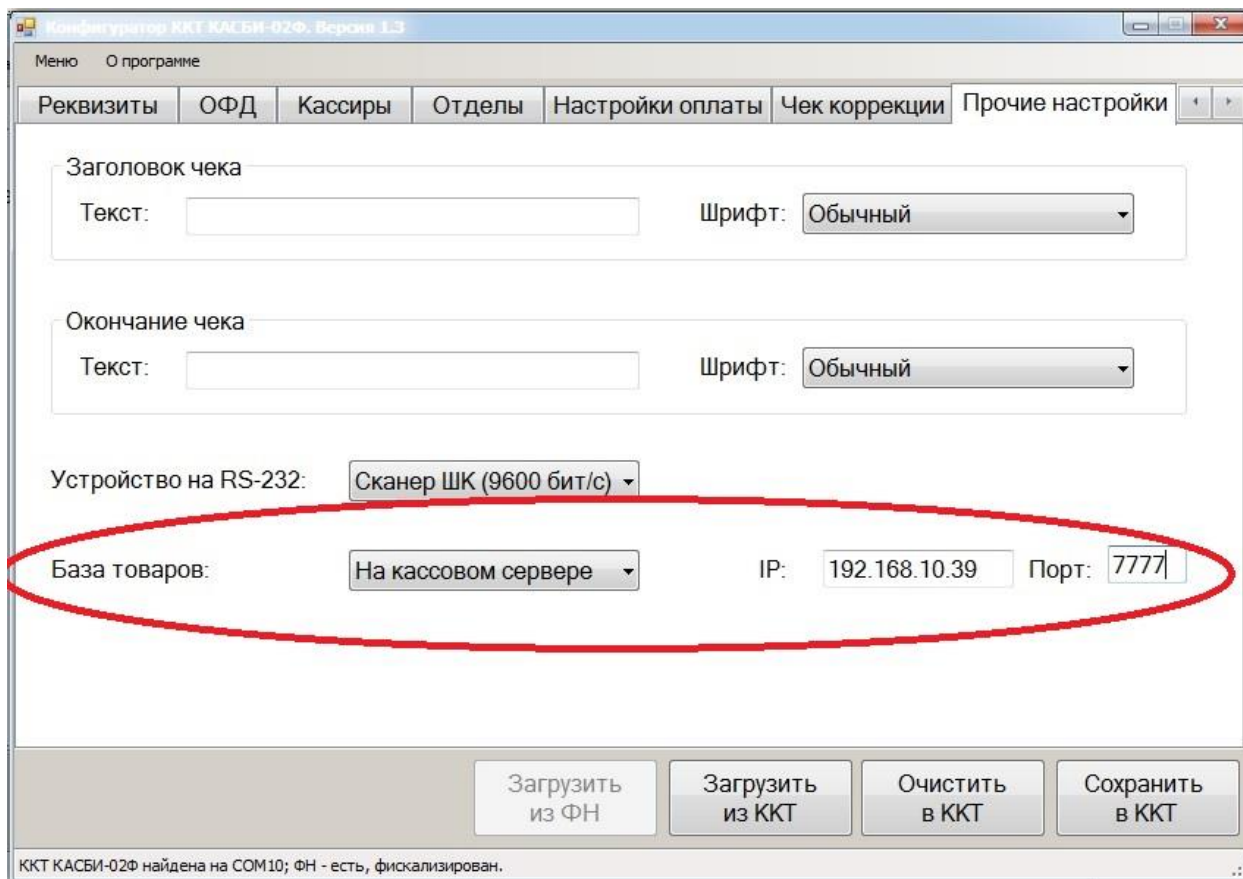 Конфигуратор ККТ КАСБИ-02Ф. Версия 1.3
Меню О программе
Реквизиты ОФД Кассиры Отделы Настройки оплаты Чек коррекции Прочие настройки
Заголовок чека
Текст: Шрифт: Обычный
Окончание чека
Текст: Шрифт: Обычный
Устройство на RS-232: Сканер ШК (9600 бит/с)
База товаров: На кассовом сервере IP: 192.168.10.39 Порт: 7777
Загрузить из ФН Загрузить из ККТ Очистить в ККТ Сохранить в ККТ
ККТ КАСБИ-02Ф найдена на COM10; ФН - есть, фискализирован.